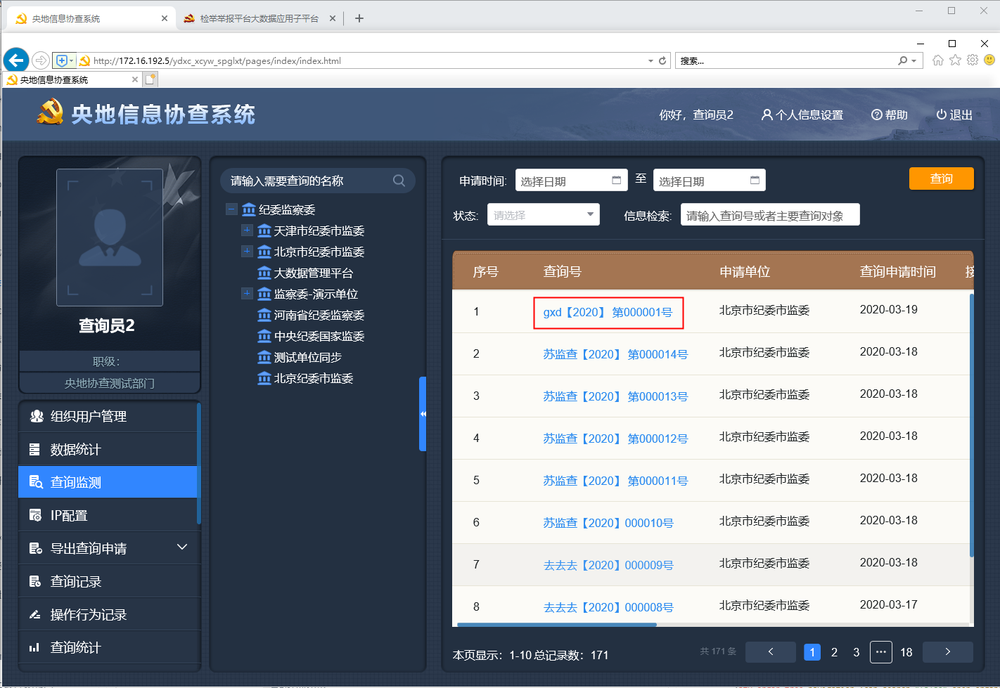 央地信息协查系统
检举举报平台大数据应用子平台
http://172.16.192.5/ydxc_xcyw_spglxt/pages/index/index.html
搜索...
央地信息协查系统
央地信息协查系统
你好，查询员2
个人信息设置
帮助
退出
查询员2
职级：
央地协查测试部门
组织用户管理
数据统计
查询监测
IP配置
导出查询申请
查询记录
操作行为记录
查询统计
请输入需要查询的名称
纪委监察委
天津市纪委市监委
北京市纪委市监委
大数据管理平台
监察委-演示单位
河南省纪委监察委
中央纪委国家监委
测试单位同步
北京纪委市监委
申请时间: 选择日期 至 选择日期 查询
状态: 请选择 信息检索: 请输入查询号或者主要查询对象
序号 查询号 申请单位 查询申请时间
1 gxd【2020】 第000001号 北京市纪委市监委 2020-03-19
2 苏监查【2020】 第000014号 北京市纪委市监委 2020-03-18
3 苏监查【2020】 第000013号 北京市纪委市监委 2020-03-18
4 苏监查【2020】 第000012号 北京市纪委市监委 2020-03-18
5 苏监查【2020】 第000011号 北京市纪委市监委 2020-03-18
6 苏监查【2020】000010号 北京市纪委市监委 2020-03-18
7 去去去【2020】000009号 北京市纪委市监委 2020-03-18
8 去去去【2020】000008号 北京市纪委市监委 2020-03-17
本页显示：1-10 总记录数：171
共 171 条 1 2 3 ··· 18